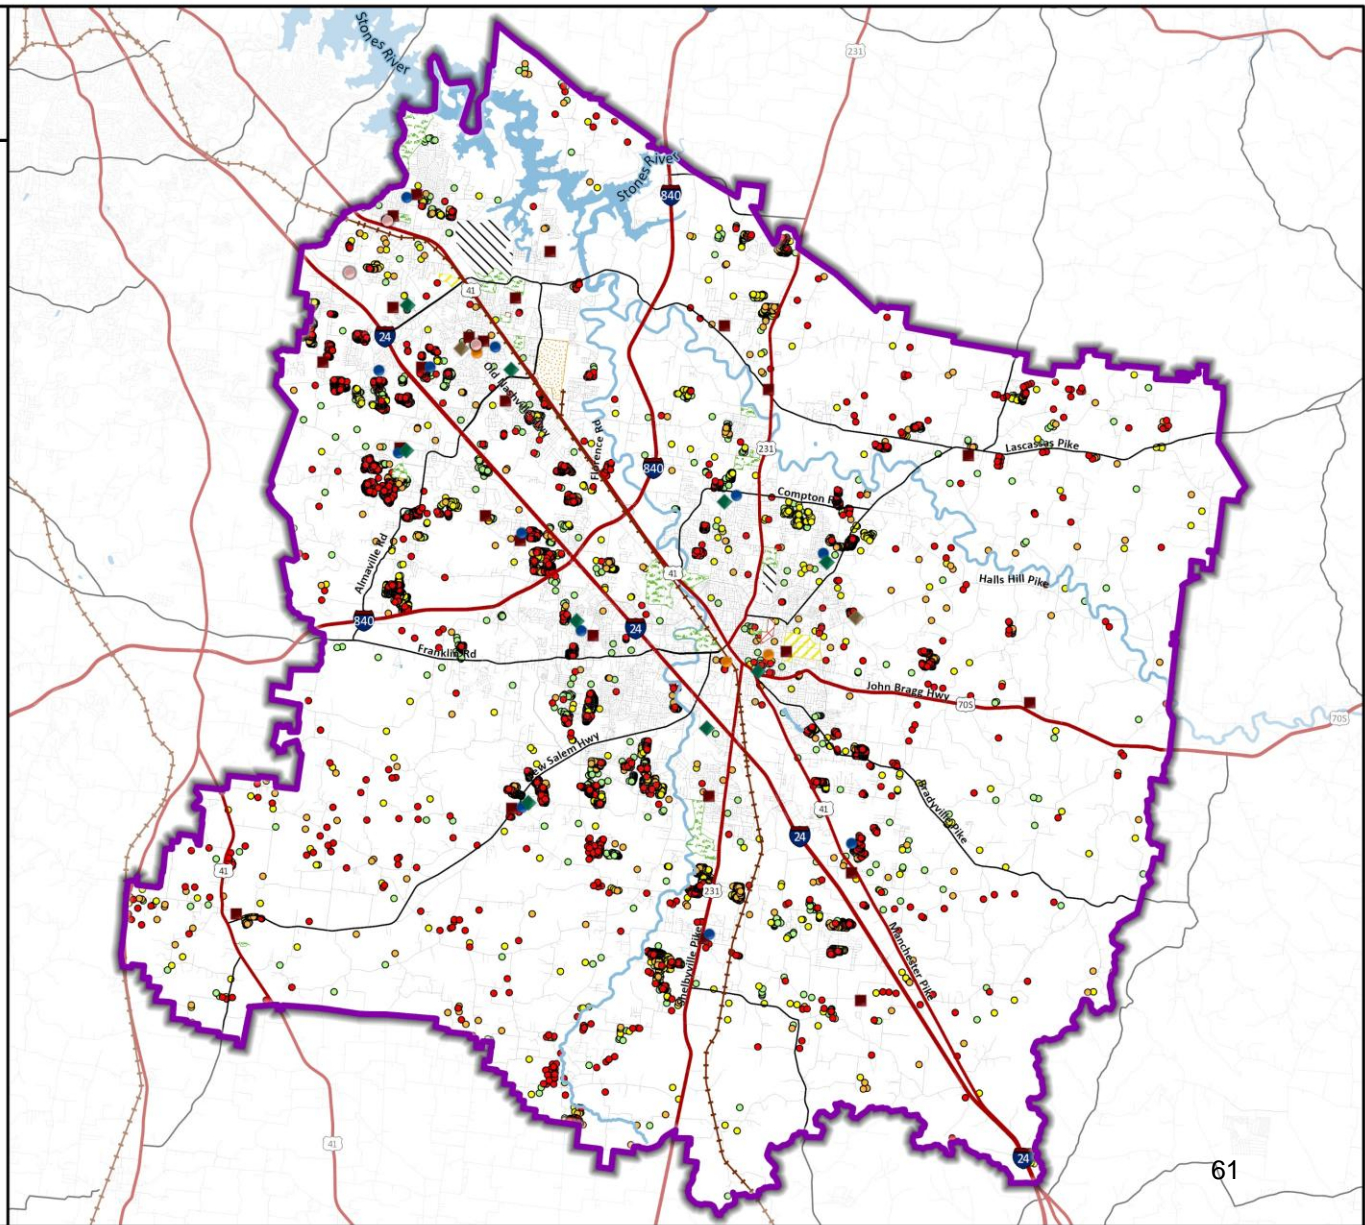 Stones River
231
Stones River
840
41
24
Old Nashville Hwy
Florence Rd
231
Lascassas Pike
840
Compton Rd
Almaville Rd
41
Halls Hill Pike
840
24
Franklin Rd
John Bragg Hwy
70S
70S
New Salem Hwy
41
Bradyville Pike
24
41
231
Shelbyville Pike
Manchester Pike
41
24
61